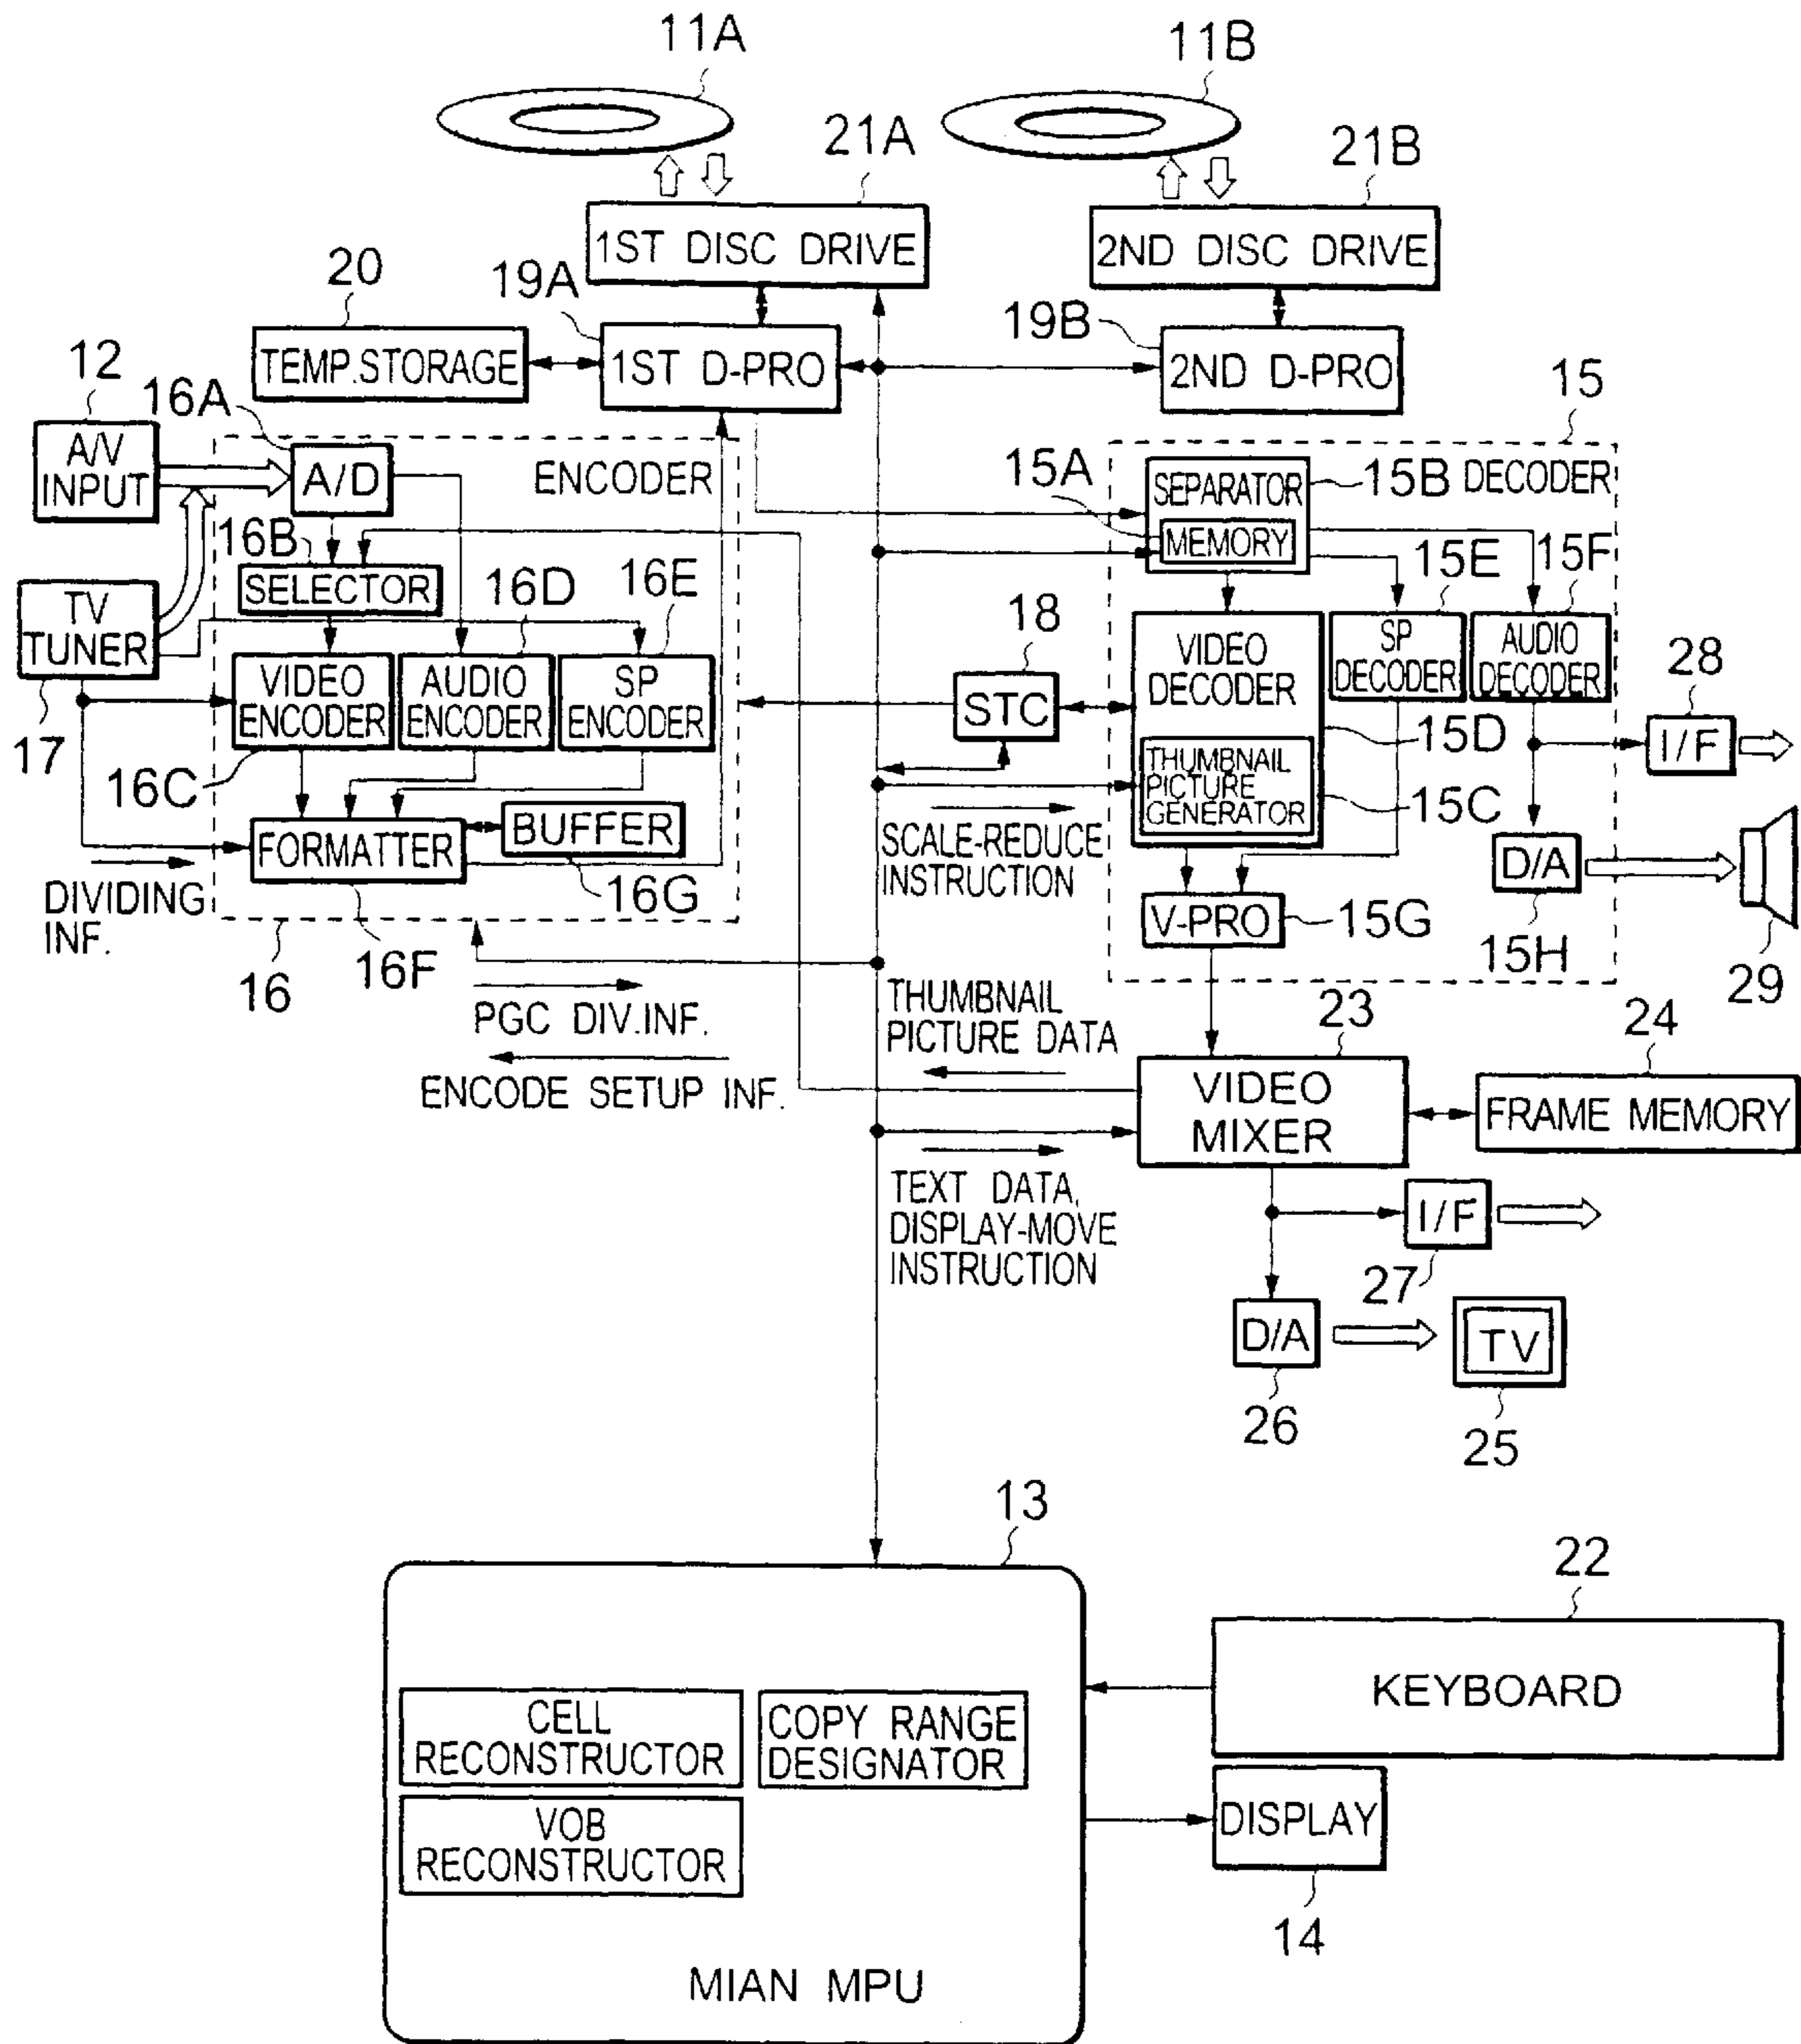 11A
11B
21A
21B
1ST DISC DRIVE
2ND DISC DRIVE
20
19A
19B
TEMP.STORAGE
1ST D-PRO
2ND D-PRO
12
16A
15
A/V
INPUT
A/D
ENCODER
15A
SEPARATOR
15B
DECODER
MEMORY
16B
SELECTOR
16D
16E
15E
15F
TV
TUNER
17
18
VIDEO
ENCODER
AUDIO
ENCODER
SP
ENCODER
STC
VIDEO
DECODER
SP
DECODER
AUDIO
DECODER
28
I/F
16C
15D
THUMBNAIL
PICTURE
GENERATOR
15C
FORMATTER
BUFFER
16G
SCALE-REDUCE
INSTRUCTION
D/A
15H
29
DIVIDING
INF.
16
16F
V-PRO
15G
PGC DIV.INF.
ENCODE SETUP INF.
THUMBNAIL
PICTURE DATA
23
24
VIDEO
MIXER
FRAME MEMORY
TEXT DATA,
DISPLAY-MOVE
INSTRUCTION
I/F
27
D/A
26
TV
25
13
22
CELL
RECONSTRUCTOR
COPY RANGE
DESIGNATOR
KEYBOARD
VOB
RECONSTRUCTOR
DISPLAY
14
MIAN MPU